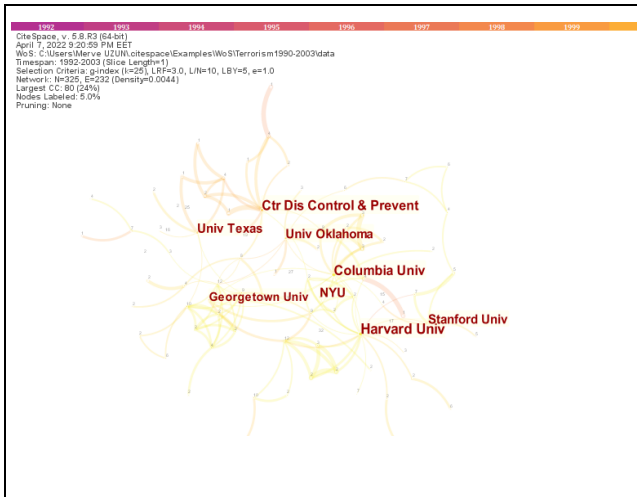 1992 1993 1994 1995 1996 1997 1998 1999
CiteSpace, v. 5.8.R3 (64-bit)
April 7, 2022 9:20:59 PM EET
WoS: C:\Users\Merve UZUN\.citespace\Examples\WoS\Terrorism1990-2003\data
Timespan: 1992-2003 (Slice Length=1)
Selection Criteria: g-index (k=25), LRF=3.0, L/N=10, LBY=5, e=1.0
Network: N=325, E=232 (Density=0.0044)
Largest CC: 80 (24%)
Nodes Labeled: 5.0%
Pruning: None
Ctr Dis Control & Prevent
Univ Texas
Univ Oklahoma
Columbia Univ
Georgetown Univ
NYU
Stanford Univ
Harvard Univ